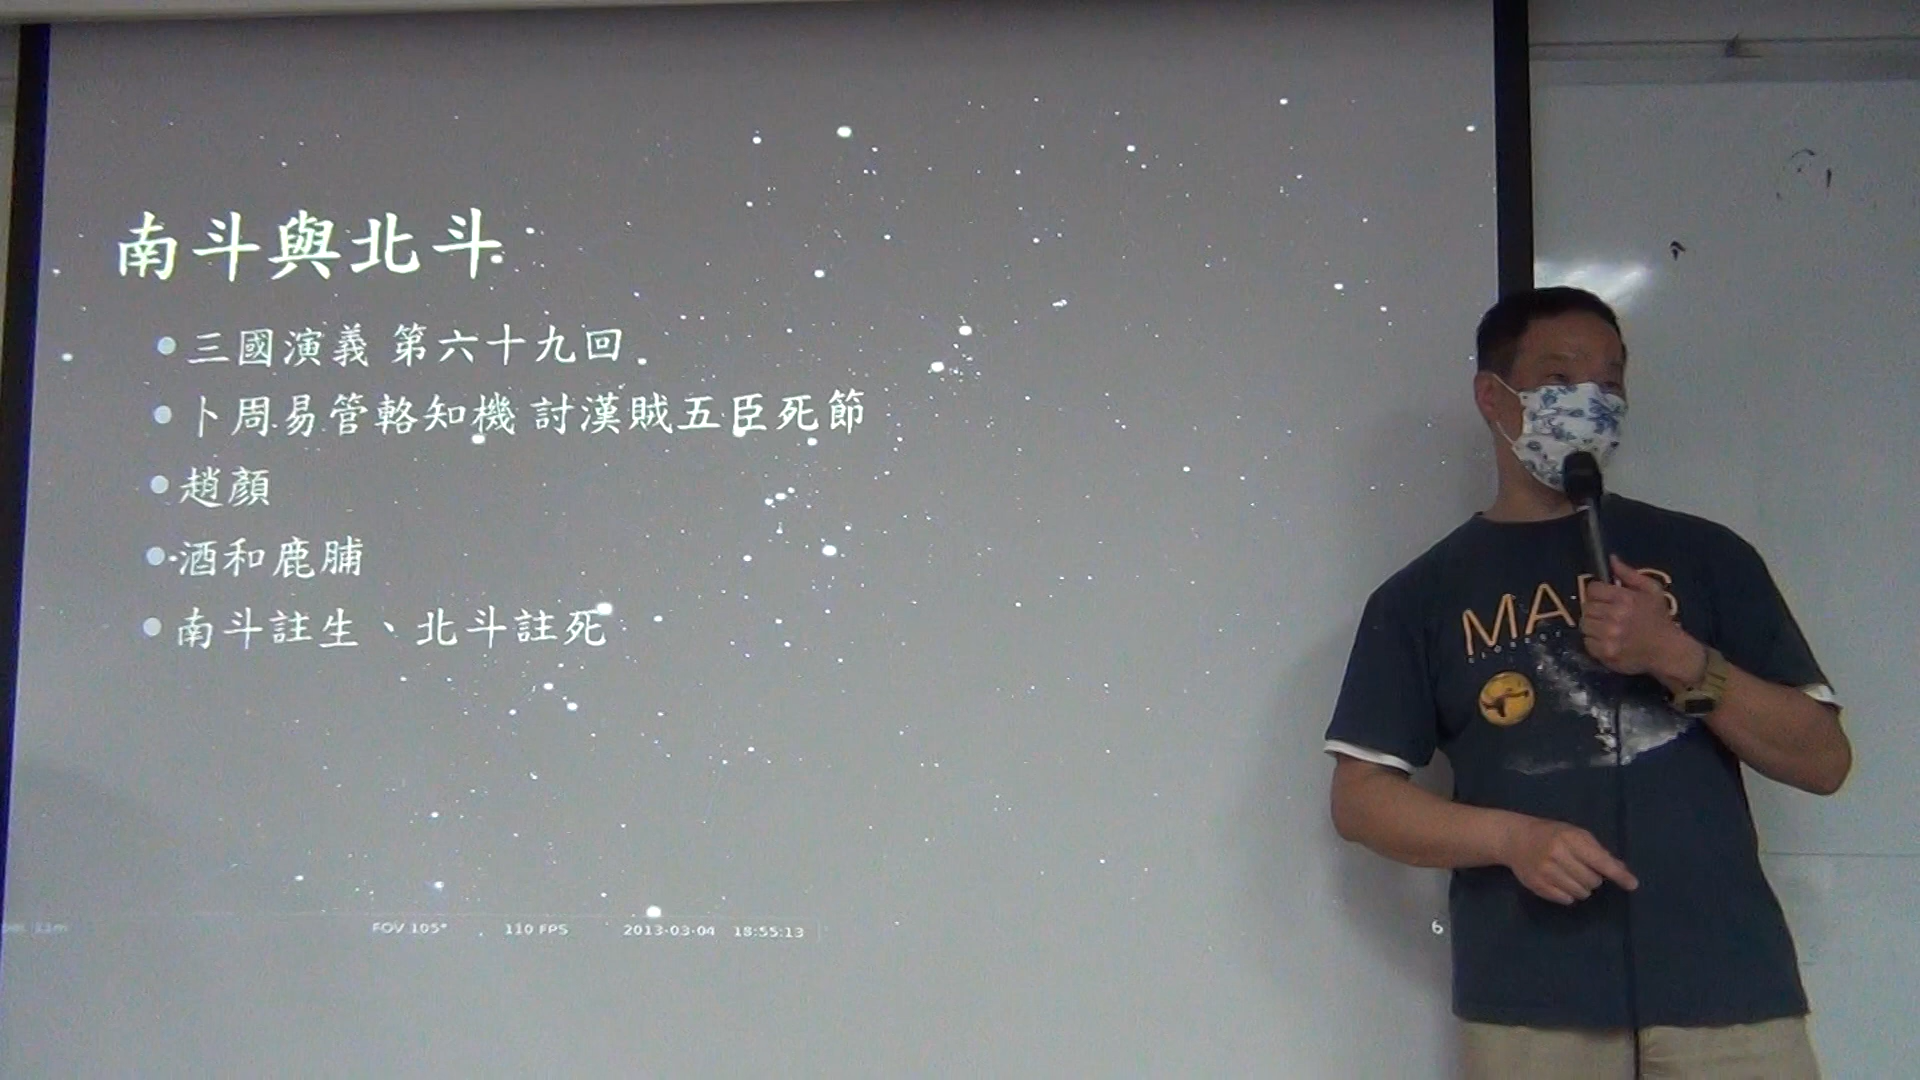 南斗與北斗
三國演義 第六十九回
卜周易管輅知機 討漢賊五臣死節
趙顏
酒和鹿脯
南斗註生、北斗註死
FOV 105° 110 FPS 2013-03-04 18:55:13
6